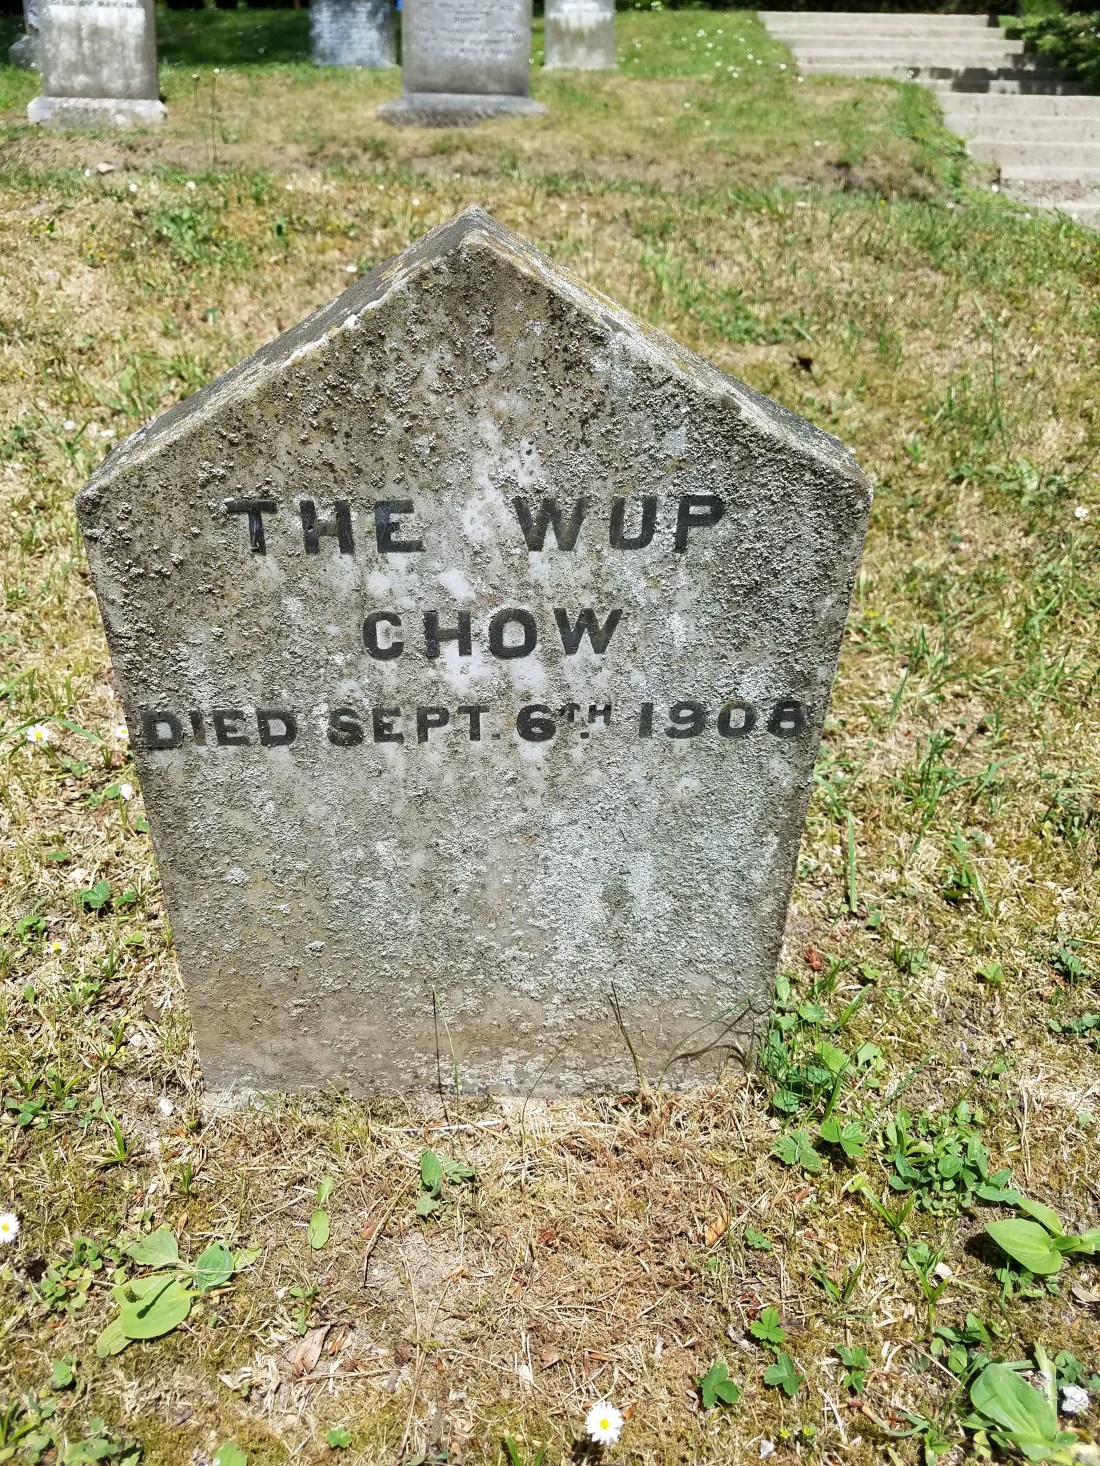 THE WUP
CHOW
DIED SEPT. 6TH 1908